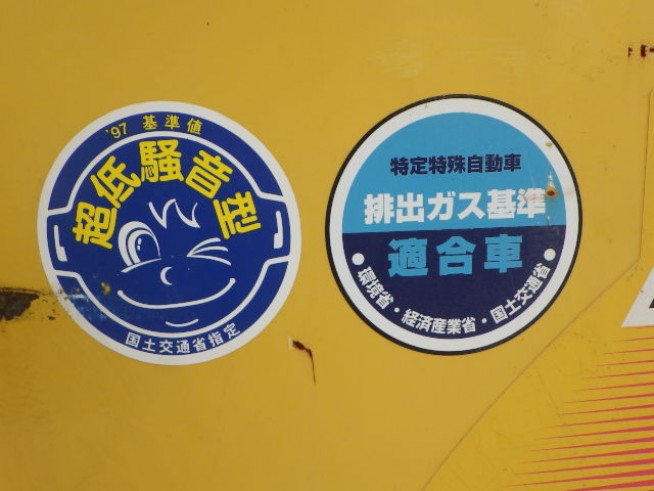 '97 基準値
超低騒音型
国土交通省指定
特定特殊自動車
排出ガス基準
適合車
・環境省・経済産業省・国土交通省・